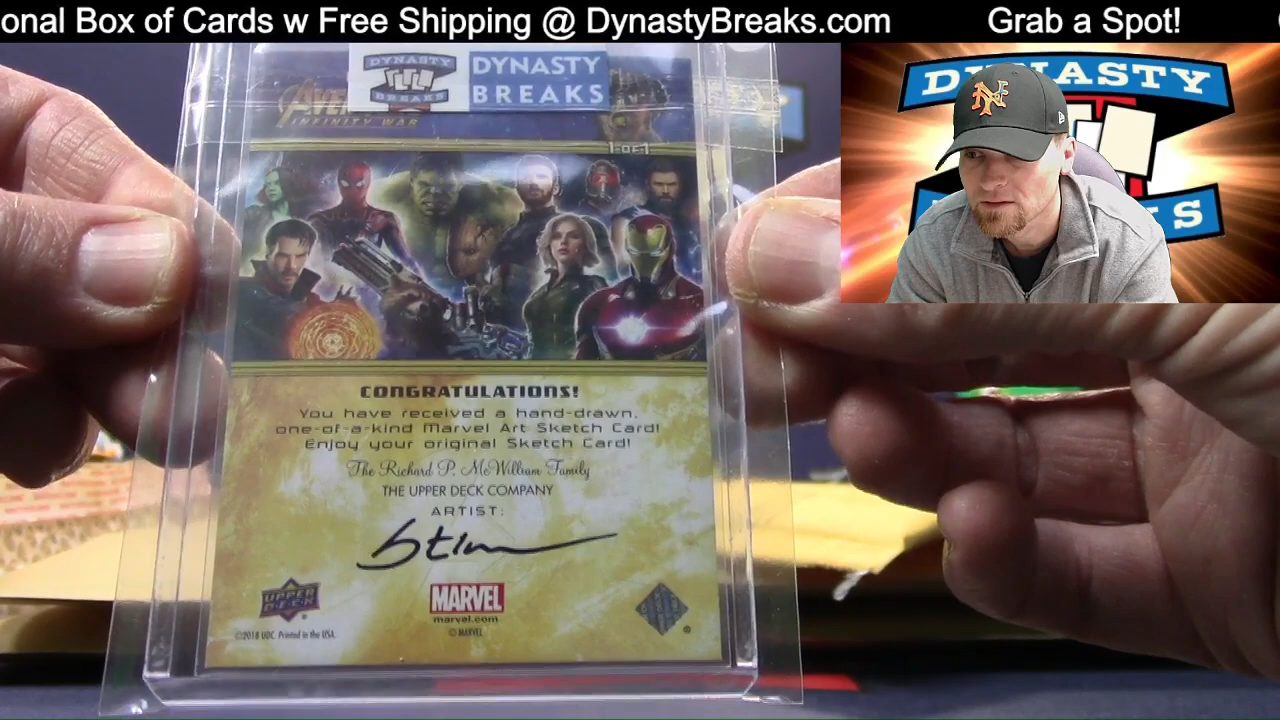 onal Box of Cards w Free Shipping @ DynastyBreaks.com Grab a Spot!
DYNASTY
BREAKS
DYNASTY
BREAKS
INFINITY WAR
1 OF 1
DYNASTY
NY
CONGRATULATIONS!
You have received a hand-drawn,
one-of-a-kind Marvel Art Sketch Card!
Enjoy your original Sketch Card!
The Richard P. McWilliam Family
THE UPPER DECK COMPANY
ARTIST:
UPPER
DECK
MARVEL
marvel.com
©2018 UDC. Printed in the USA.
© MARVEL